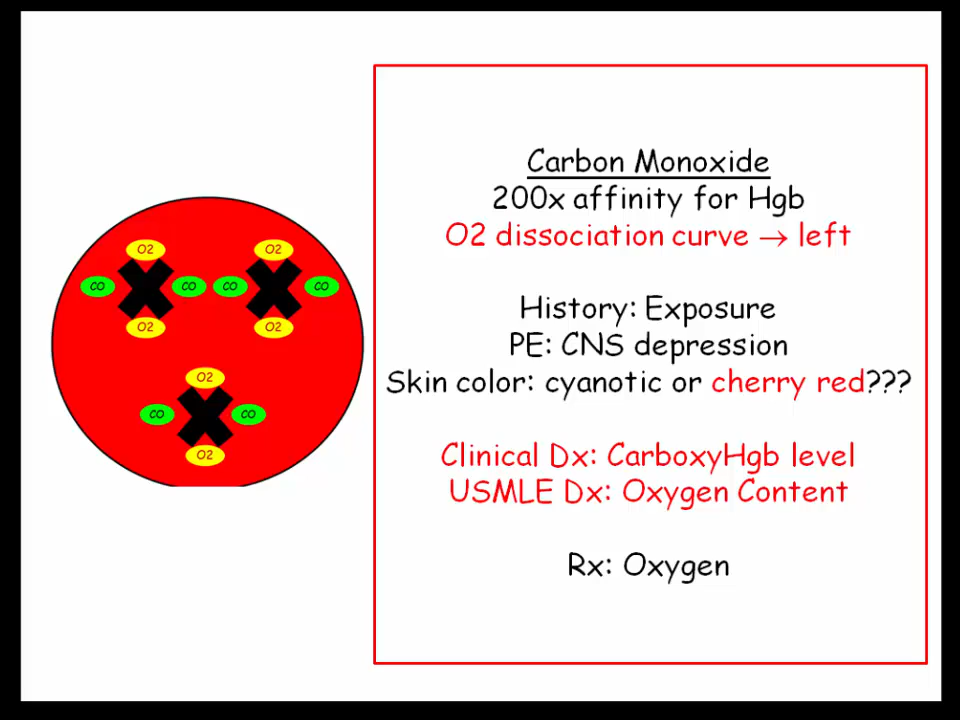 Carbon Monoxide
200x affinity for Hgb
O2 dissociation curve → left
History: Exposure
PE: CNS depression
Skin color: cyanotic or cherry red???
Clinical Dx: CarboxyHgb level
USMLE Dx: Oxygen Content
Rx: Oxygen
O2 O2
CO CO CO CO
O2 O2
O2
CO CO
O2